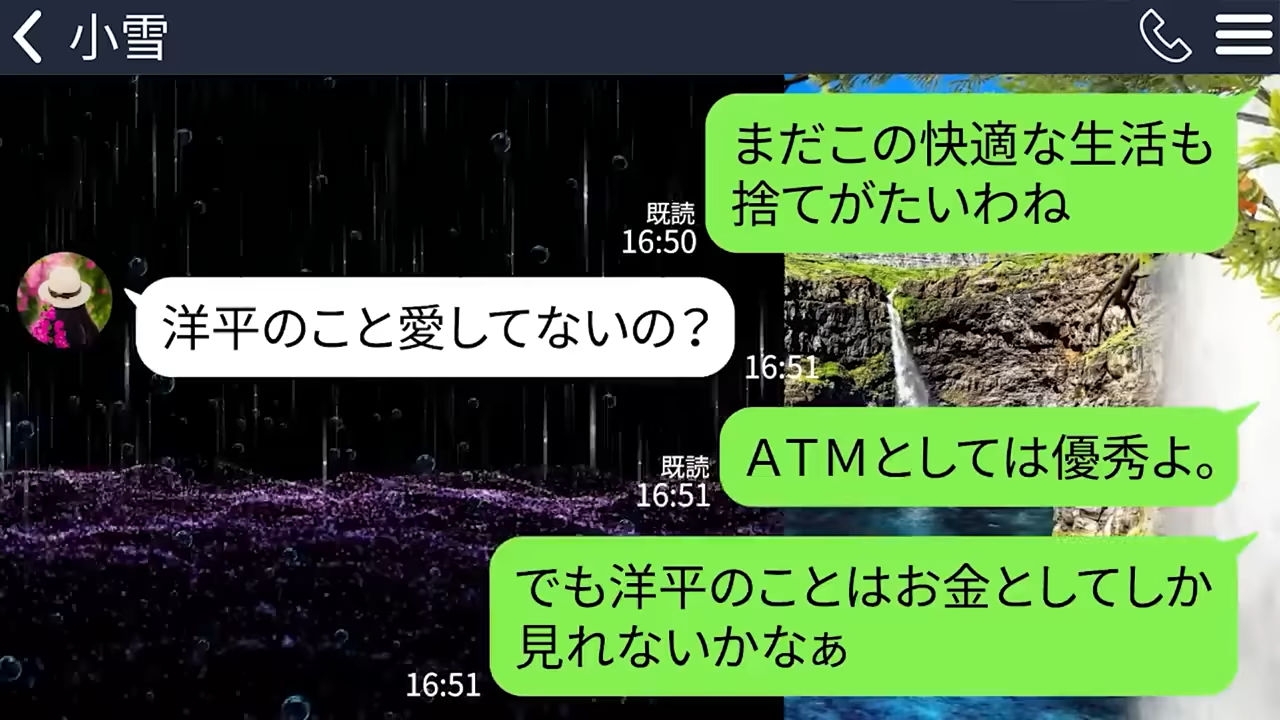 小雪
まだこの快適な生活も
捨てがたいわね
既読
16:50
洋平のこと愛してないの？
16:51
ＡＴＭとしては優秀よ。
既読
16:51
でも洋平のことはお金としてしか
見れないかなぁ
16:51